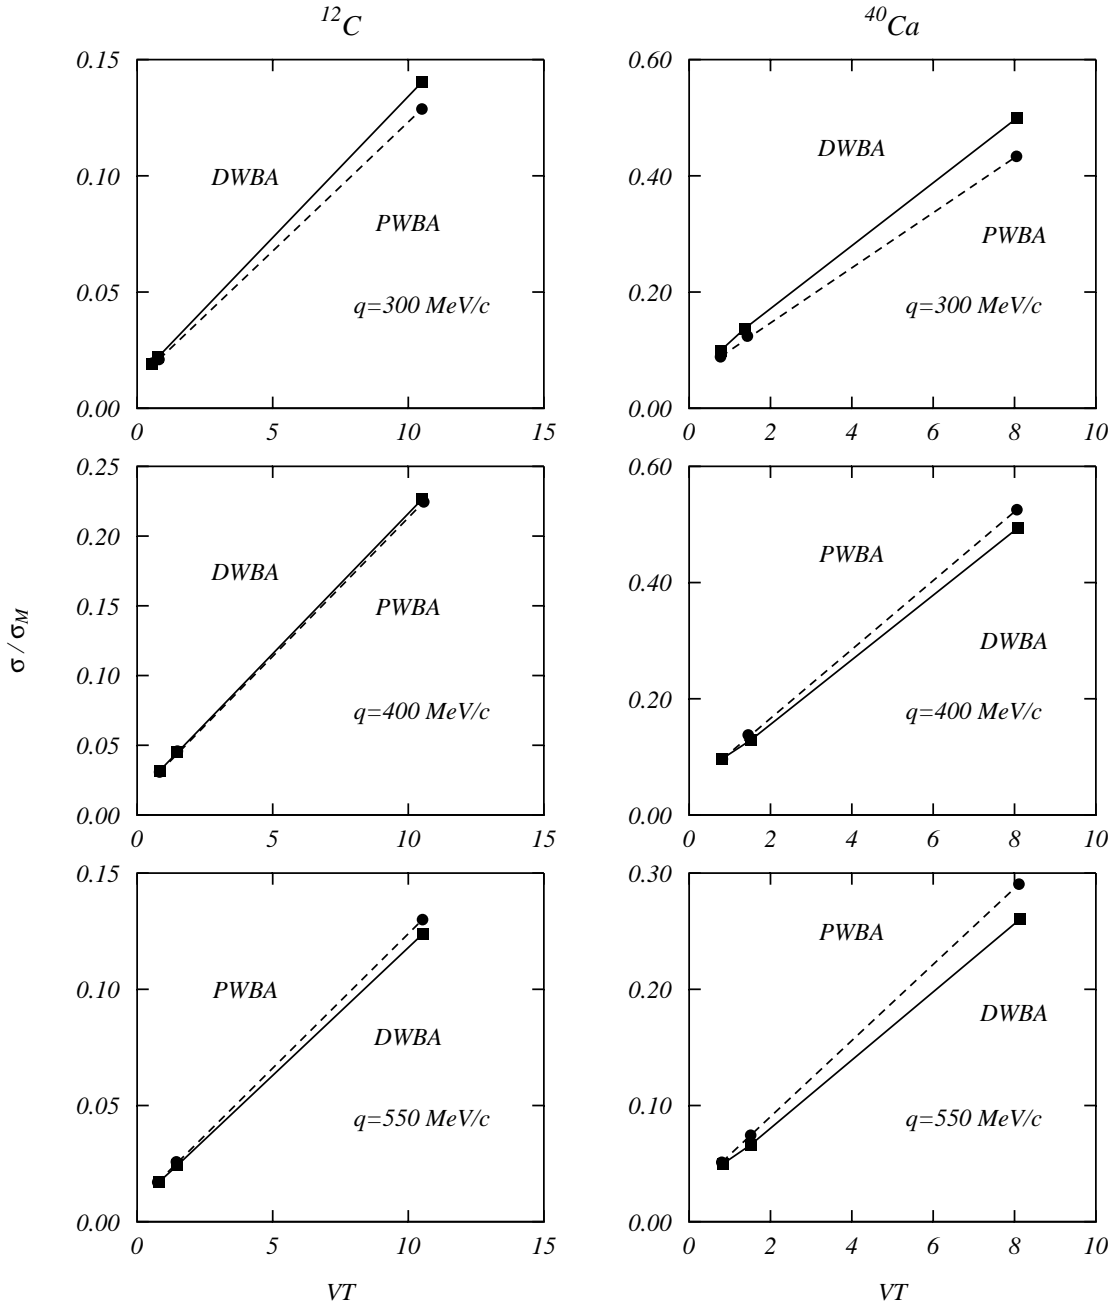 ¹²C
⁴⁰Ca
0.15
0.10
0.05
0.00
DWBA
PWBA
q=300 MeV/c
0 5 10 15
0.60
0.40
0.20
0.00
DWBA
PWBA
q=300 MeV/c
0 2 4 6 8 10
σ / σ_M
0.25
0.20
0.15
0.10
0.05
0.00
DWBA
PWBA
q=400 MeV/c
0 5 10 15
0.60
0.40
0.20
0.00
PWBA
DWBA
q=400 MeV/c
0 2 4 6 8 10
0.15
0.10
0.05
0.00
PWBA
DWBA
q=550 MeV/c
0 5 10 15
VT
0.30
0.20
0.10
0.00
PWBA
DWBA
q=550 MeV/c
0 2 4 6 8 10
VT